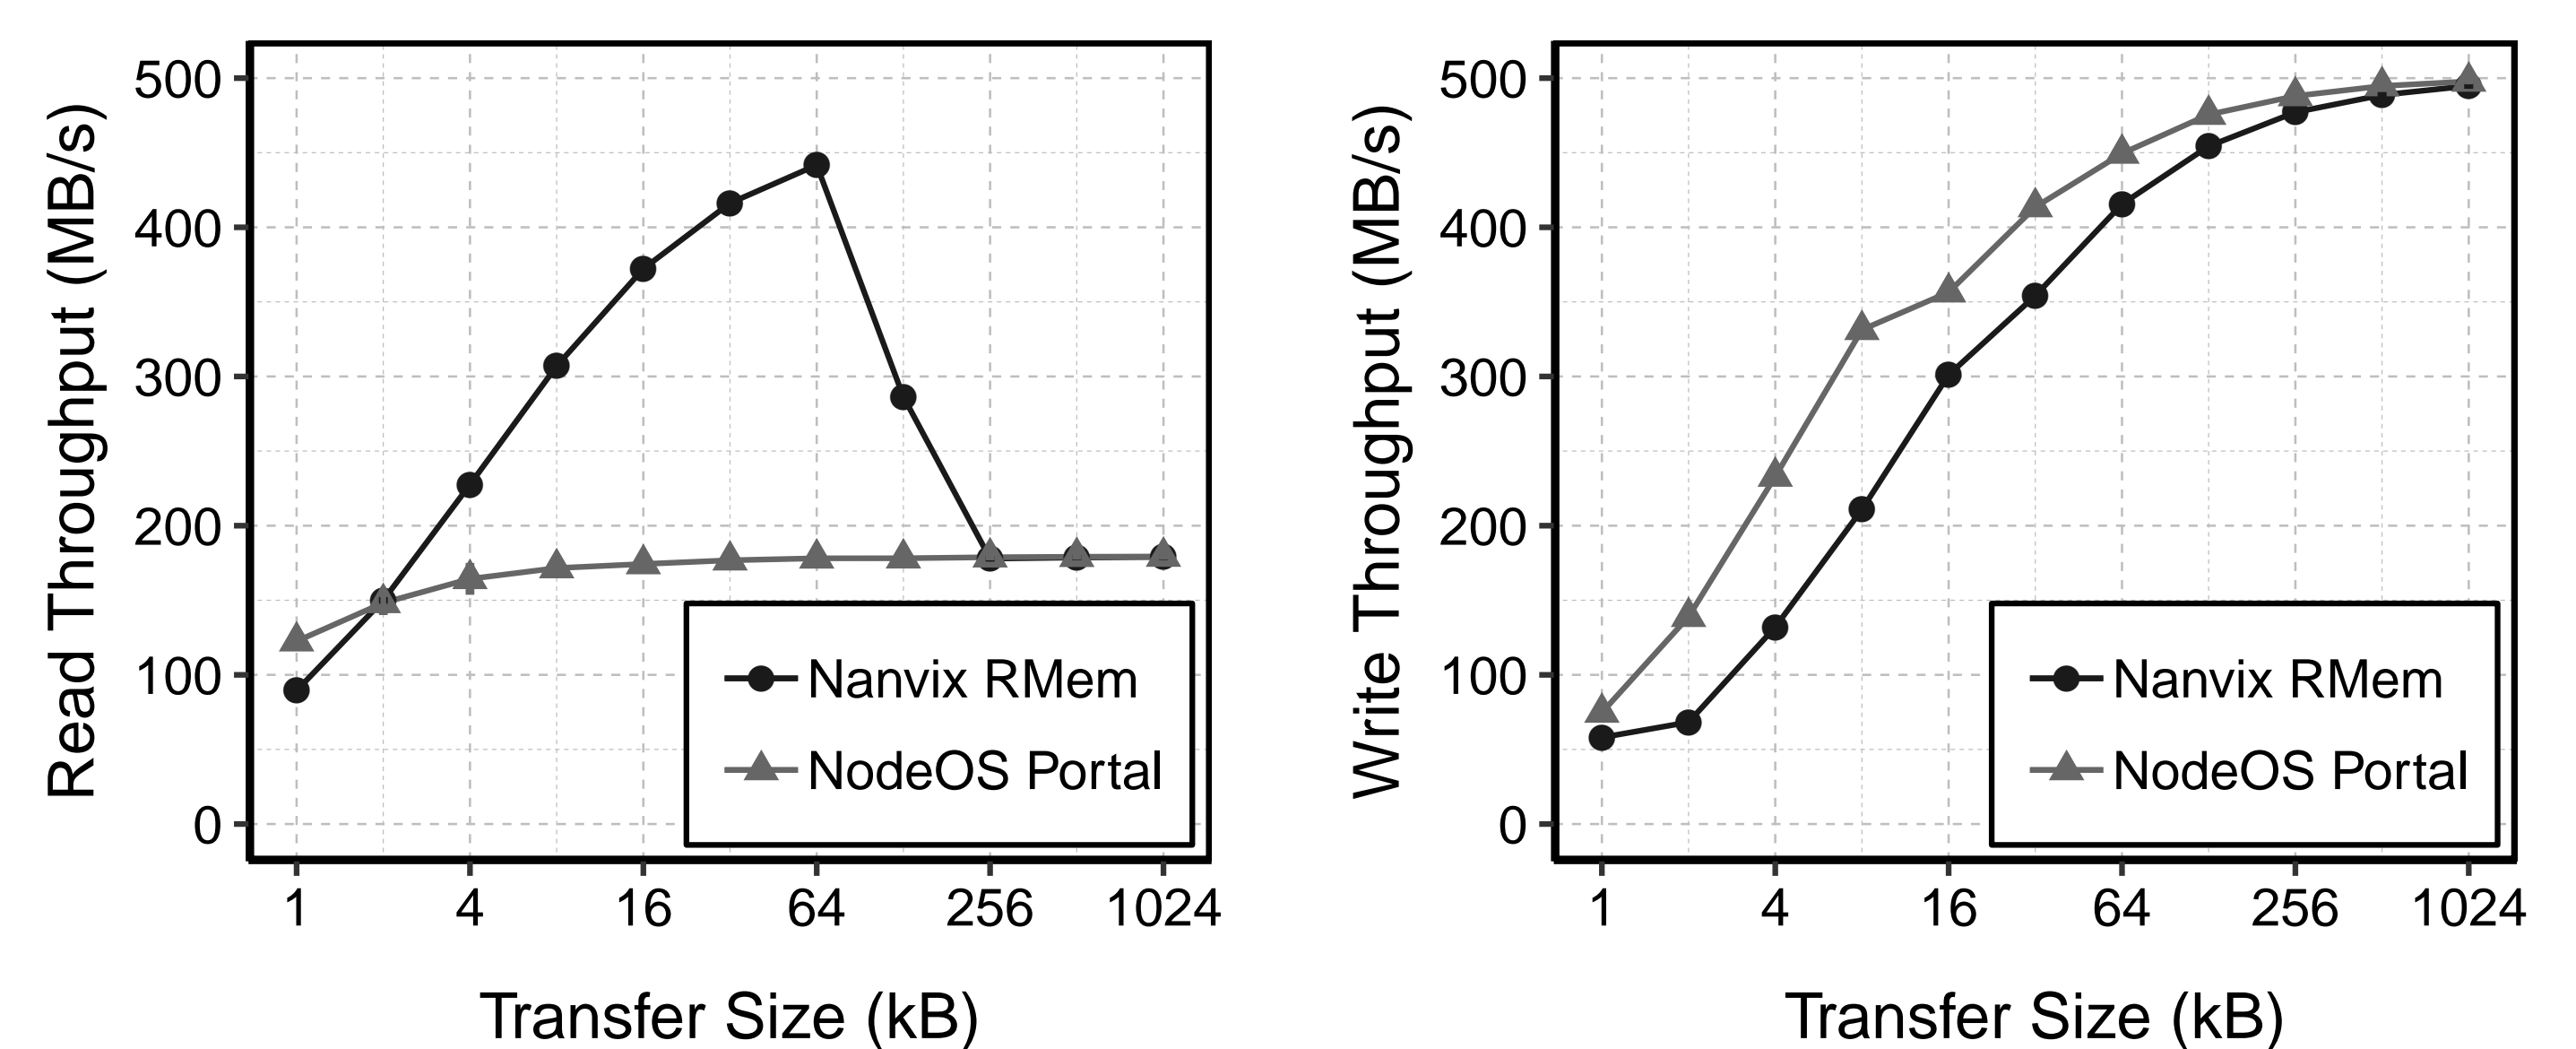 Read Throughput (MB/s)
500
400
300
200
100
0
Nanvix RMem
NodeOS Portal
1 4 16 64 256 1024
Transfer Size (kB)
Write Throughput (MB/s)
500
400
300
200
100
0
Nanvix RMem
NodeOS Portal
1 4 16 64 256 1024
Transfer Size (kB)